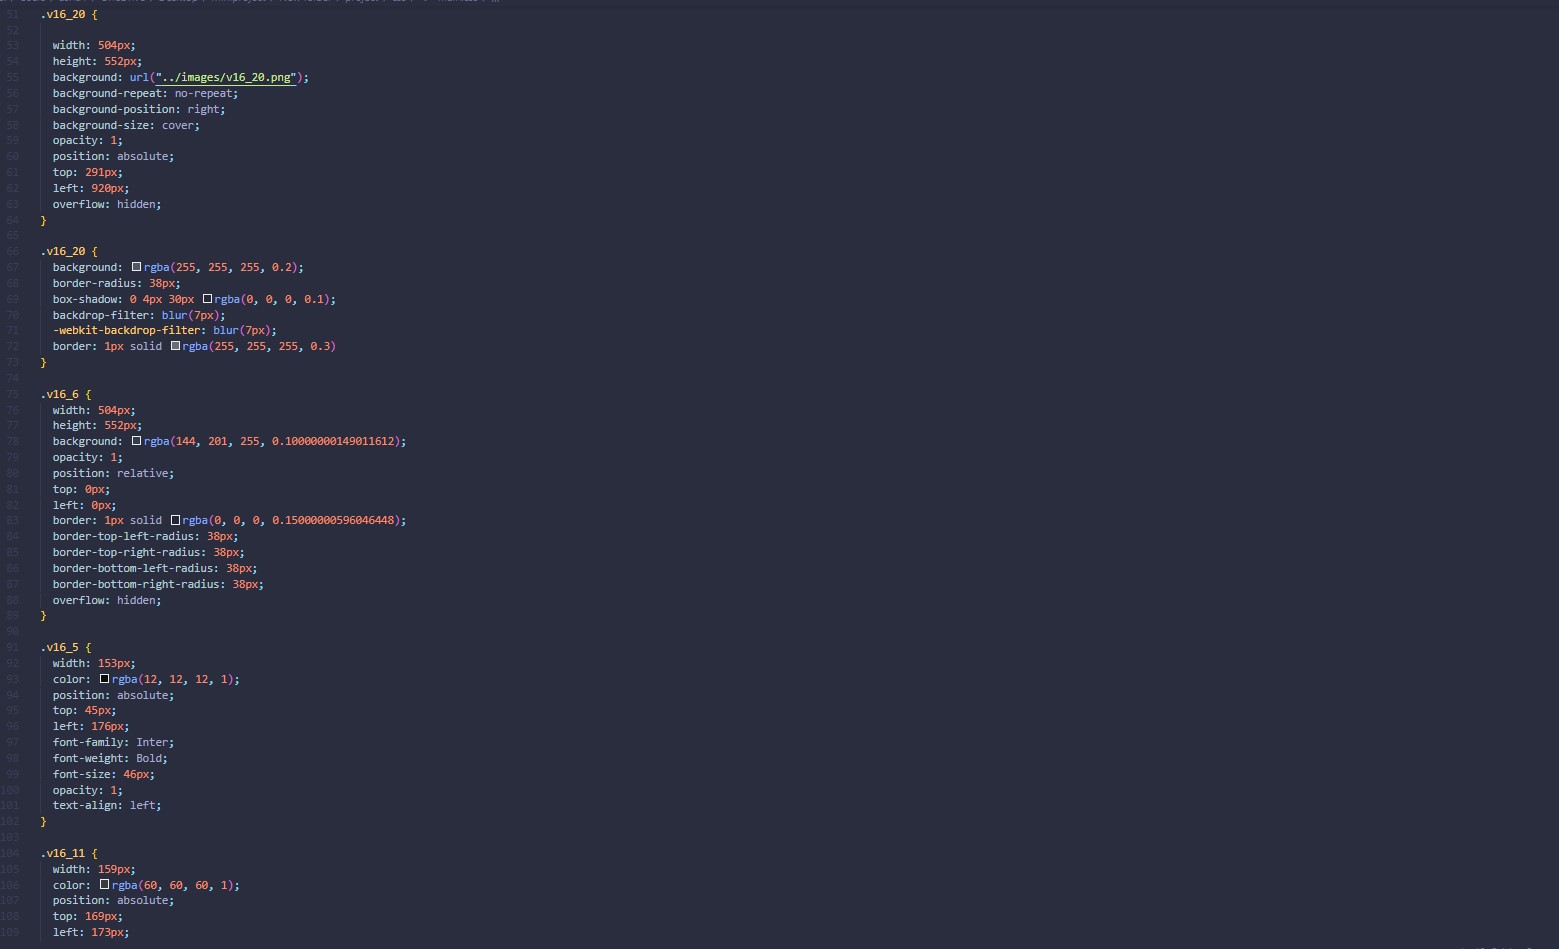 51 .v16_20 {
52
53 width: 504px;
54 height: 552px;
55 background: url("../images/v16_20.png");
56 background-repeat: no-repeat;
57 background-position: right;
58 background-size: cover;
59 opacity: 1;
60 position: absolute;
61 top: 291px;
62 left: 920px;
63 overflow: hidden;
64 }
65
66 .v16_20 {
67 background: rgba(255, 255, 255, 0.2);
68 border-radius: 38px;
69 box-shadow: 0 4px 30px rgba(0, 0, 0, 0.1);
70 backdrop-filter: blur(7px);
71 -webkit-backdrop-filter: blur(7px);
72 border: 1px solid rgba(255, 255, 255, 0.3)
73 }
74
75 .v16_6 {
76 width: 504px;
77 height: 552px;
78 background: rgba(144, 201, 255, 0.10000000149011612);
79 opacity: 1;
80 position: relative;
81 top: 0px;
82 left: 0px;
83 border: 1px solid rgba(0, 0, 0, 0.15000000596046448);
84 border-top-left-radius: 38px;
85 border-top-right-radius: 38px;
86 border-bottom-left-radius: 38px;
87 border-bottom-right-radius: 38px;
88 overflow: hidden;
89 }
90
91 .v16_5 {
92 width: 153px;
93 color: rgba(12, 12, 12, 1);
94 position: absolute;
95 top: 45px;
96 left: 176px;
97 font-family: Inter;
98 font-weight: Bold;
99 font-size: 46px;
100 opacity: 1;
101 text-align: left;
102 }
103
104 .v16_11 {
105 width: 159px;
106 color: rgba(60, 60, 60, 1);
107 position: absolute;
108 top: 169px;
109 left: 173px;